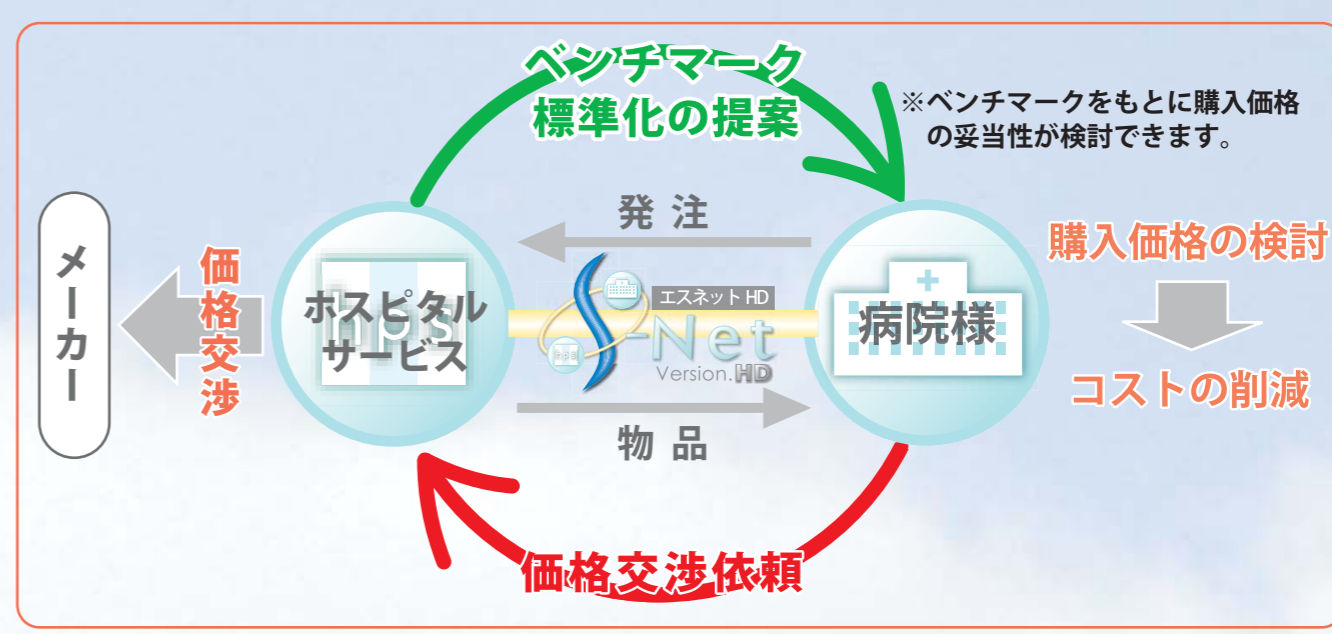 ベンチマーク
標準化の提案
※ベンチマークをもとに購入価格
の妥当性が検討できます。
メーカー
価格交渉
hps
ホスピタル
サービス
発注
エスネット HD
S-Net
Version.HD
hps
物品
病院様
購入価格の検討
コストの削減
価格交渉依頼